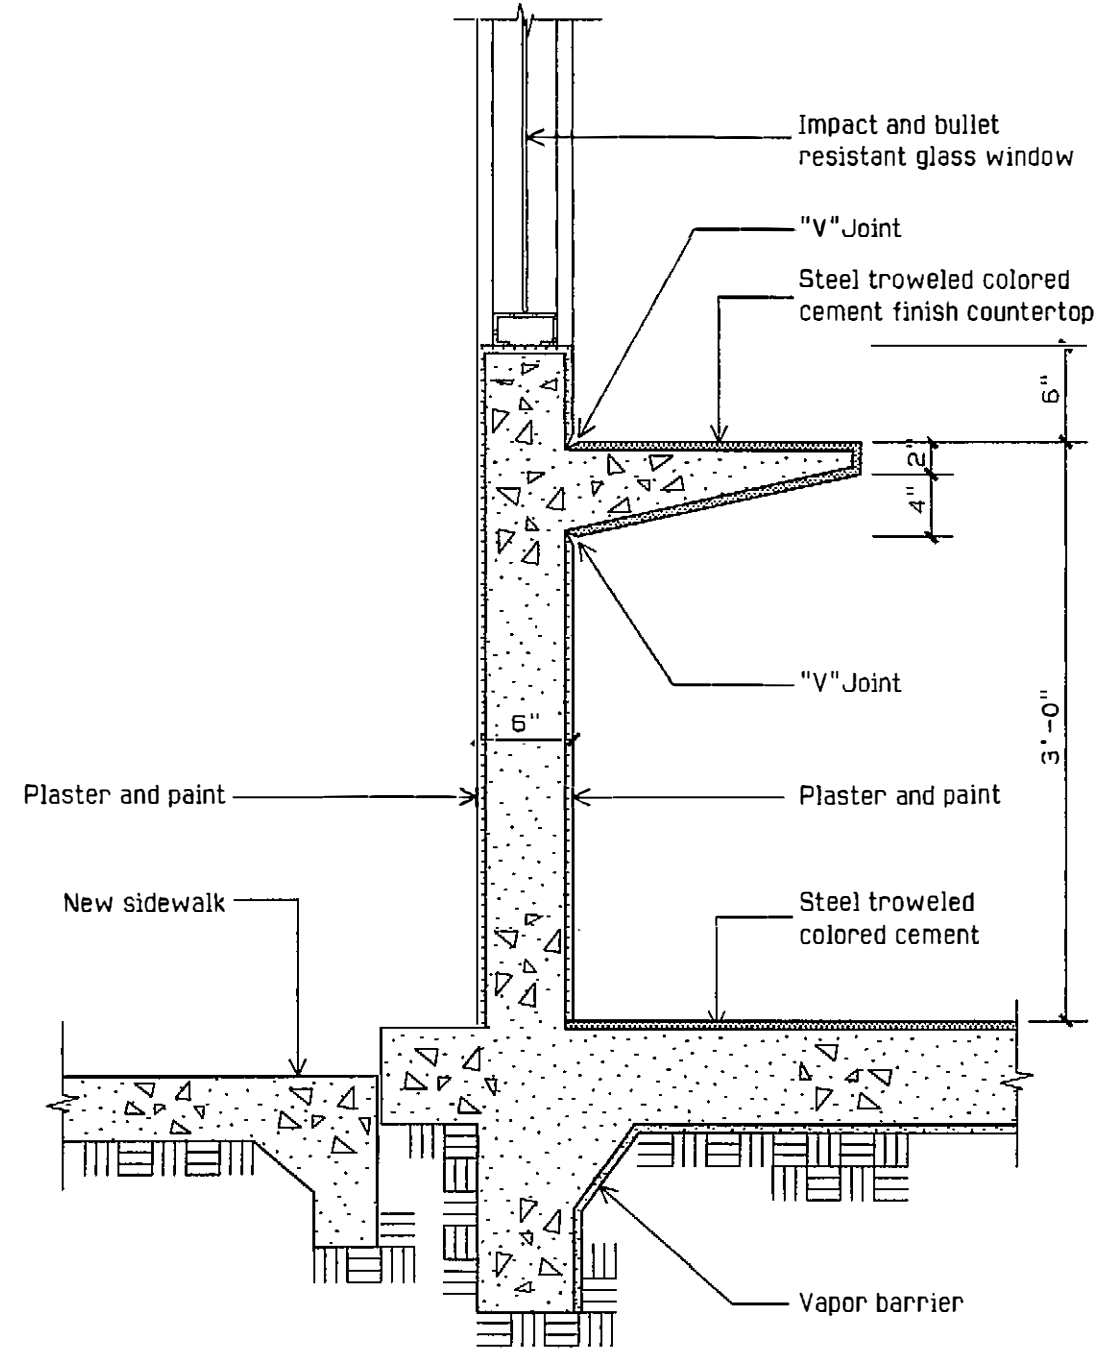 Impact and bullet
resistant glass window
"V"Joint
Steel troweled colored
cement finish countertop
6"
2"
4"
"V"Joint
6"
3'-0"
Plaster and paint
Plaster and paint
New sidewalk
Steel troweled
colored cement
Vapor barrier